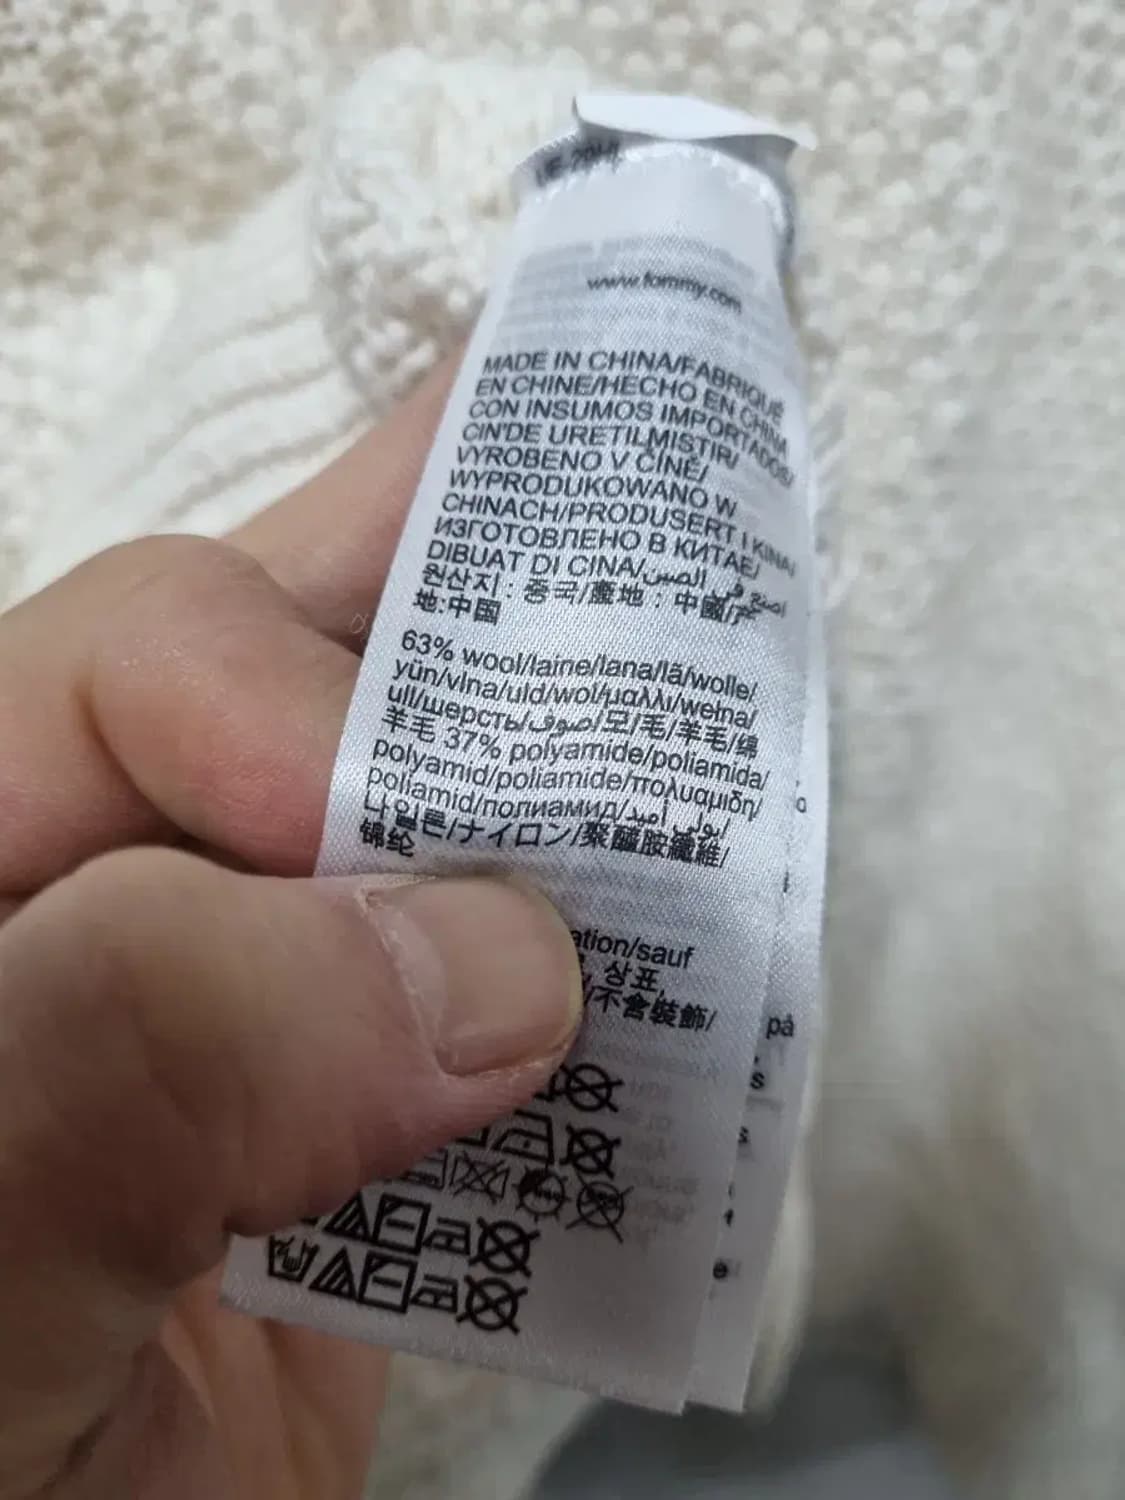 www.tommy.com
MADE IN CHINA/FABRIQUÉ
EN CHINE/HECHO EN CHINA
CON INSUMOS IMPORTADOS/
CIN'DE URETILMISTIR/
VYROBENO V ČÍNĚ/
WYPRODUKOWANO W
CHINACH/PRODUSERT I KINA/
ИЗГОТОВЛЕНО В КИТАЕ/
DIBUAT DI CINA/اصنع في الصين
원산지 : 중국/產地 : 中國/产
地:中国
63% wool/laine/lana/lã/wolle/
yün/vlna/uld/wol/μαλλι/wełna/
ull/шерсть/صوف/모/毛/羊毛/绵
羊毛 37% polyamide/poliamida/
polyamid/poliamide/πολυαμιδη/
poliamid/полиамид/بولي أميد/
나일론/ナイロン/聚醯胺纖維/
锦纶
ation/sauf
, 상표,
/不含裝飾/
på